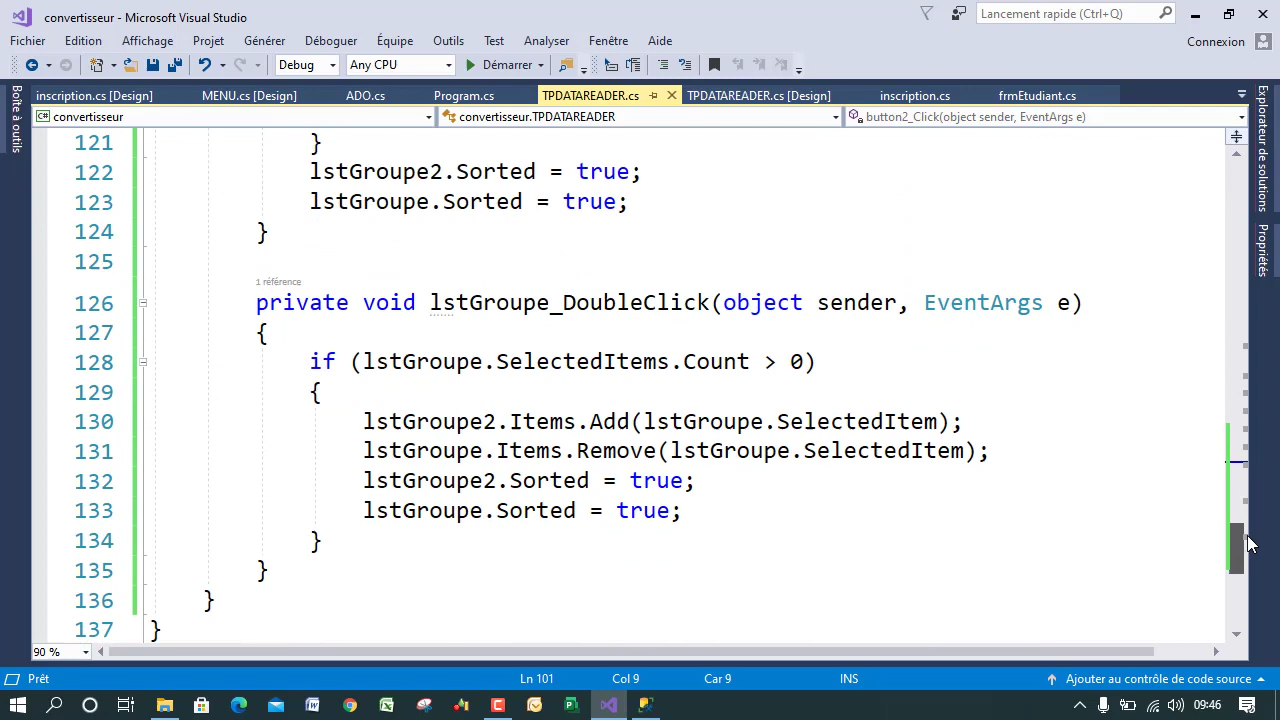 convertisseur - Microsoft Visual Studio
Lancement rapide (Ctrl+Q)
Fichier Edition Affichage Projet Générer Déboguer Équipe Outils Test Analyser Fenêtre Aide
Connexion
Debug Any CPU Démarrer
inscription.cs [Design] MENU.cs [Design] ADO.cs Program.cs TPDATAREADER.cs TPDATAREADER.cs [Design] inscription.cs frmEtudiant.cs
convertisseur convertisseur.TPDATAREADER button2_Click(object sender, EventArgs e)
Boîte à outils
Explorateur de solutions
Propriétés
121 }
122 lstGroupe2.Sorted = true;
123 lstGroupe.Sorted = true;
124 }
125
1 référence
126 private void lstGroupe_DoubleClick(object sender, EventArgs e)
127 {
128 if (lstGroupe.SelectedItems.Count > 0)
129 {
130 lstGroupe2.Items.Add(lstGroupe.SelectedItem);
131 lstGroupe.Items.Remove(lstGroupe.SelectedItem);
132 lstGroupe2.Sorted = true;
133 lstGroupe.Sorted = true;
134 }
135 }
136 }
137 }
90 %
Prêt Ln 101 Col 9 Car 9 INS Ajouter au contrôle de code source
09:46